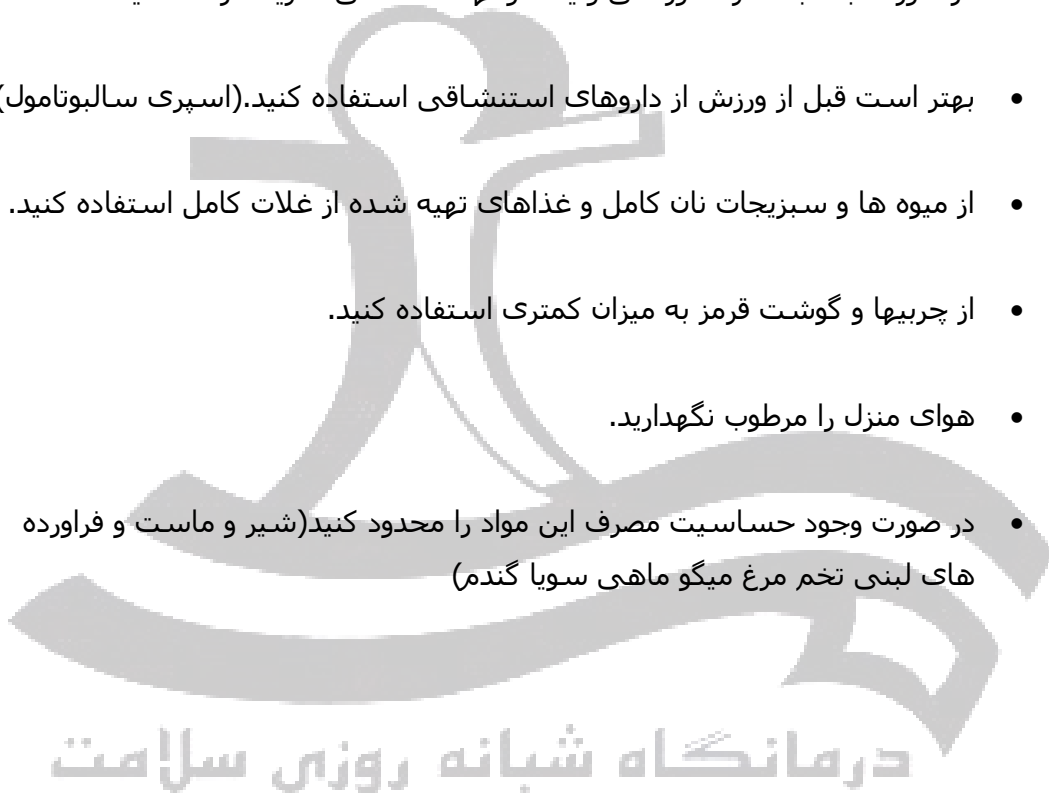 • بهتر است قبل از ورزش از داروهای استنشاقی استفاده کنید.(اسپری سالبوتامول)
• از میوه ها و سبزیجات نان کامل و غذاهای تهیه شده از غلات کامل استفاده کنید.
• از چربیها و گوشت قرمز به میزان کمتری استفاده کنید.
• هوای منزل را مرطوب نگهدارید.
• در صورت وجود حساسیت مصرف این مواد را محدود کنید(شیر و ماست و فراورده
های لبنی تخم مرغ میگو ماهی سویا گندم)
درمانگاه شبانه روزی سلامت